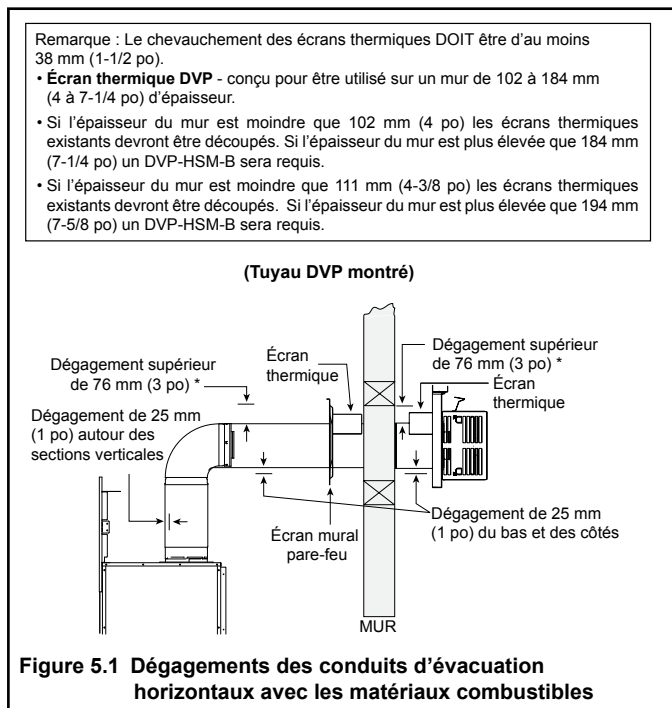 Remarque : Le chevauchement des écrans thermiques DOIT être d'au moins
38 mm (1-1/2 po).
• Écran thermique DVP - conçu pour être utilisé sur un mur de 102 à 184 mm
(4 à 7-1/4 po) d'épaisseur.
• Si l'épaisseur du mur est moindre que 102 mm (4 po) les écrans thermiques
existants devront être découpés. Si l'épaisseur du mur est plus élevée que 184 mm
(7-1/4 po) un DVP-HSM-B sera requis.
• Si l'épaisseur du mur est moindre que 111 mm (4-3/8 po) les écrans thermiques
existants devront être découpés. Si l'épaisseur du mur est plus élevée que 194 mm
(7-5/8 po) un DVP-HSM-B sera requis.
(Tuyau DVP montré)
Dégagement supérieur
de 76 mm (3 po) *
Écran
thermique
Dégagement supérieur
de 76 mm (3 po) *
Écran
thermique
Dégagement de 25 mm
(1 po) autour des
sections verticales
Écran mural
pare-feu
Dégagement de 25 mm
(1 po) du bas et des côtés
MUR
Figure 5.1 Dégagements des conduits d'évacuation
horizontaux avec les matériaux combustibles